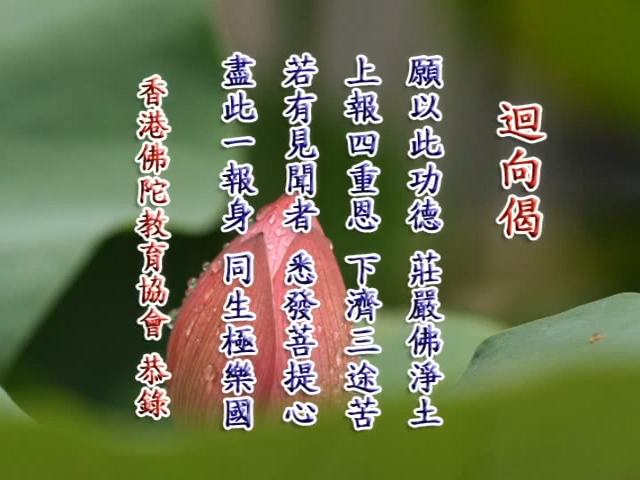 迴向偈
願以此功德 莊嚴佛淨土
上報四重恩 下濟三途苦
若有見聞者 悉發菩提心
盡此一報身 同生極樂國
香港佛陀教育協會 恭錄